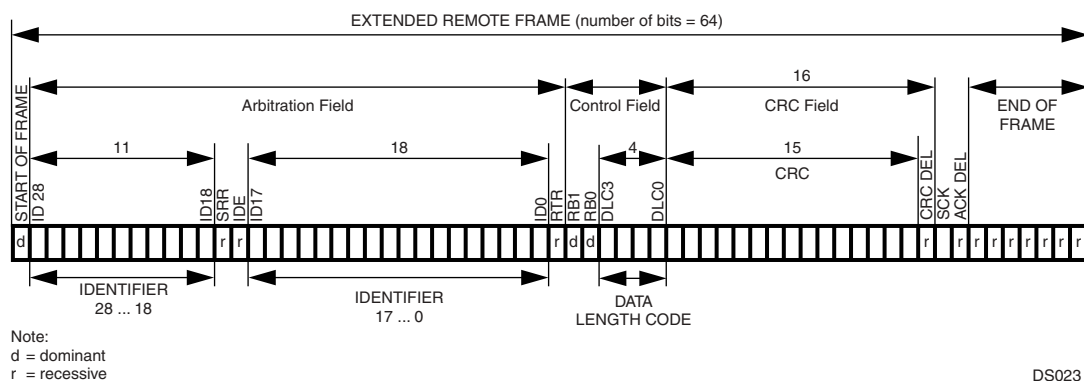 EXTENDED REMOTE FRAME (number of bits = 64)
16
Arbitration Field
Control Field
CRC Field
END OF
FRAME
11
18
4
15
CRC
START OF FRAME
ID 28
ID18
SRR
IDE
ID17
ID0
RTR
RB1
RB0
DLC3
DLC0
CRC DEL
SCK
ACK DEL
d r r r d d r r r r r r r r r
IDENTIFIER
28 ... 18
IDENTIFIER
17 ... 0
DATA
LENGTH CODE
Note:
d = dominant
r = recessive
DS023